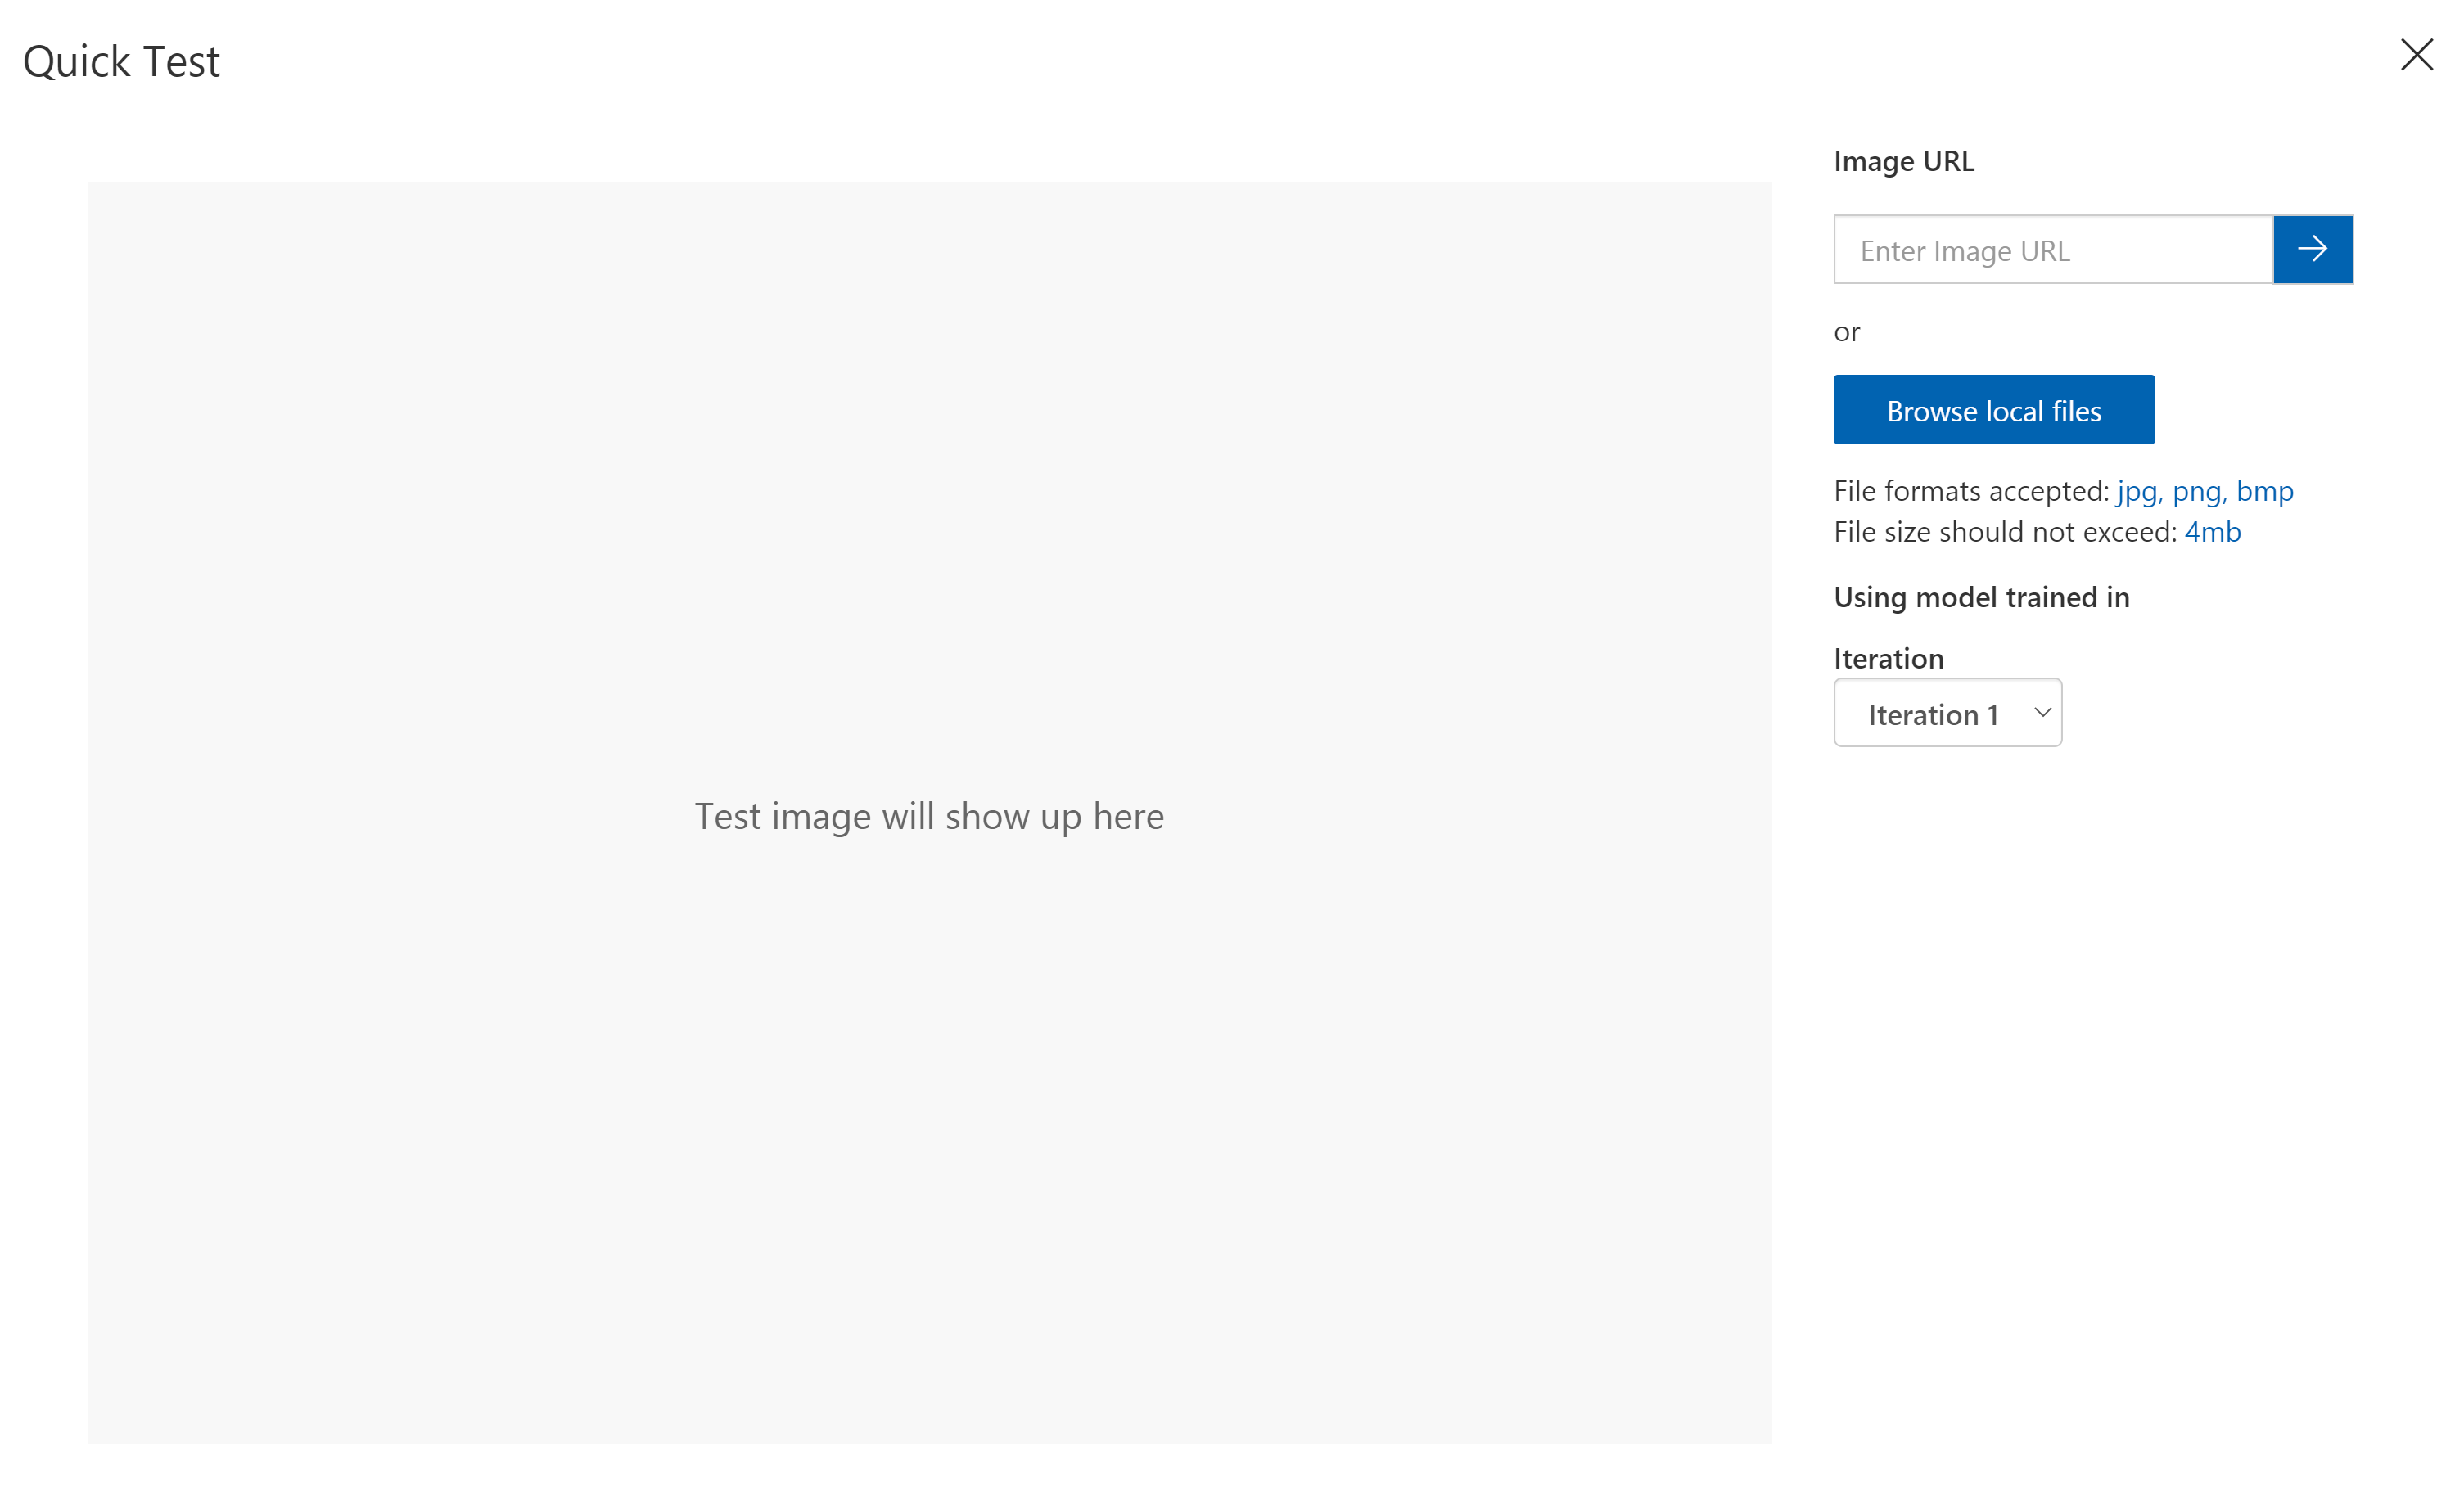 Quick Test
Image URL
Enter Image URL
or
Browse local files
File formats accepted: jpg, png, bmp
File size should not exceed: 4mb
Using model trained in
Iteration
Iteration 1
Test image will show up here